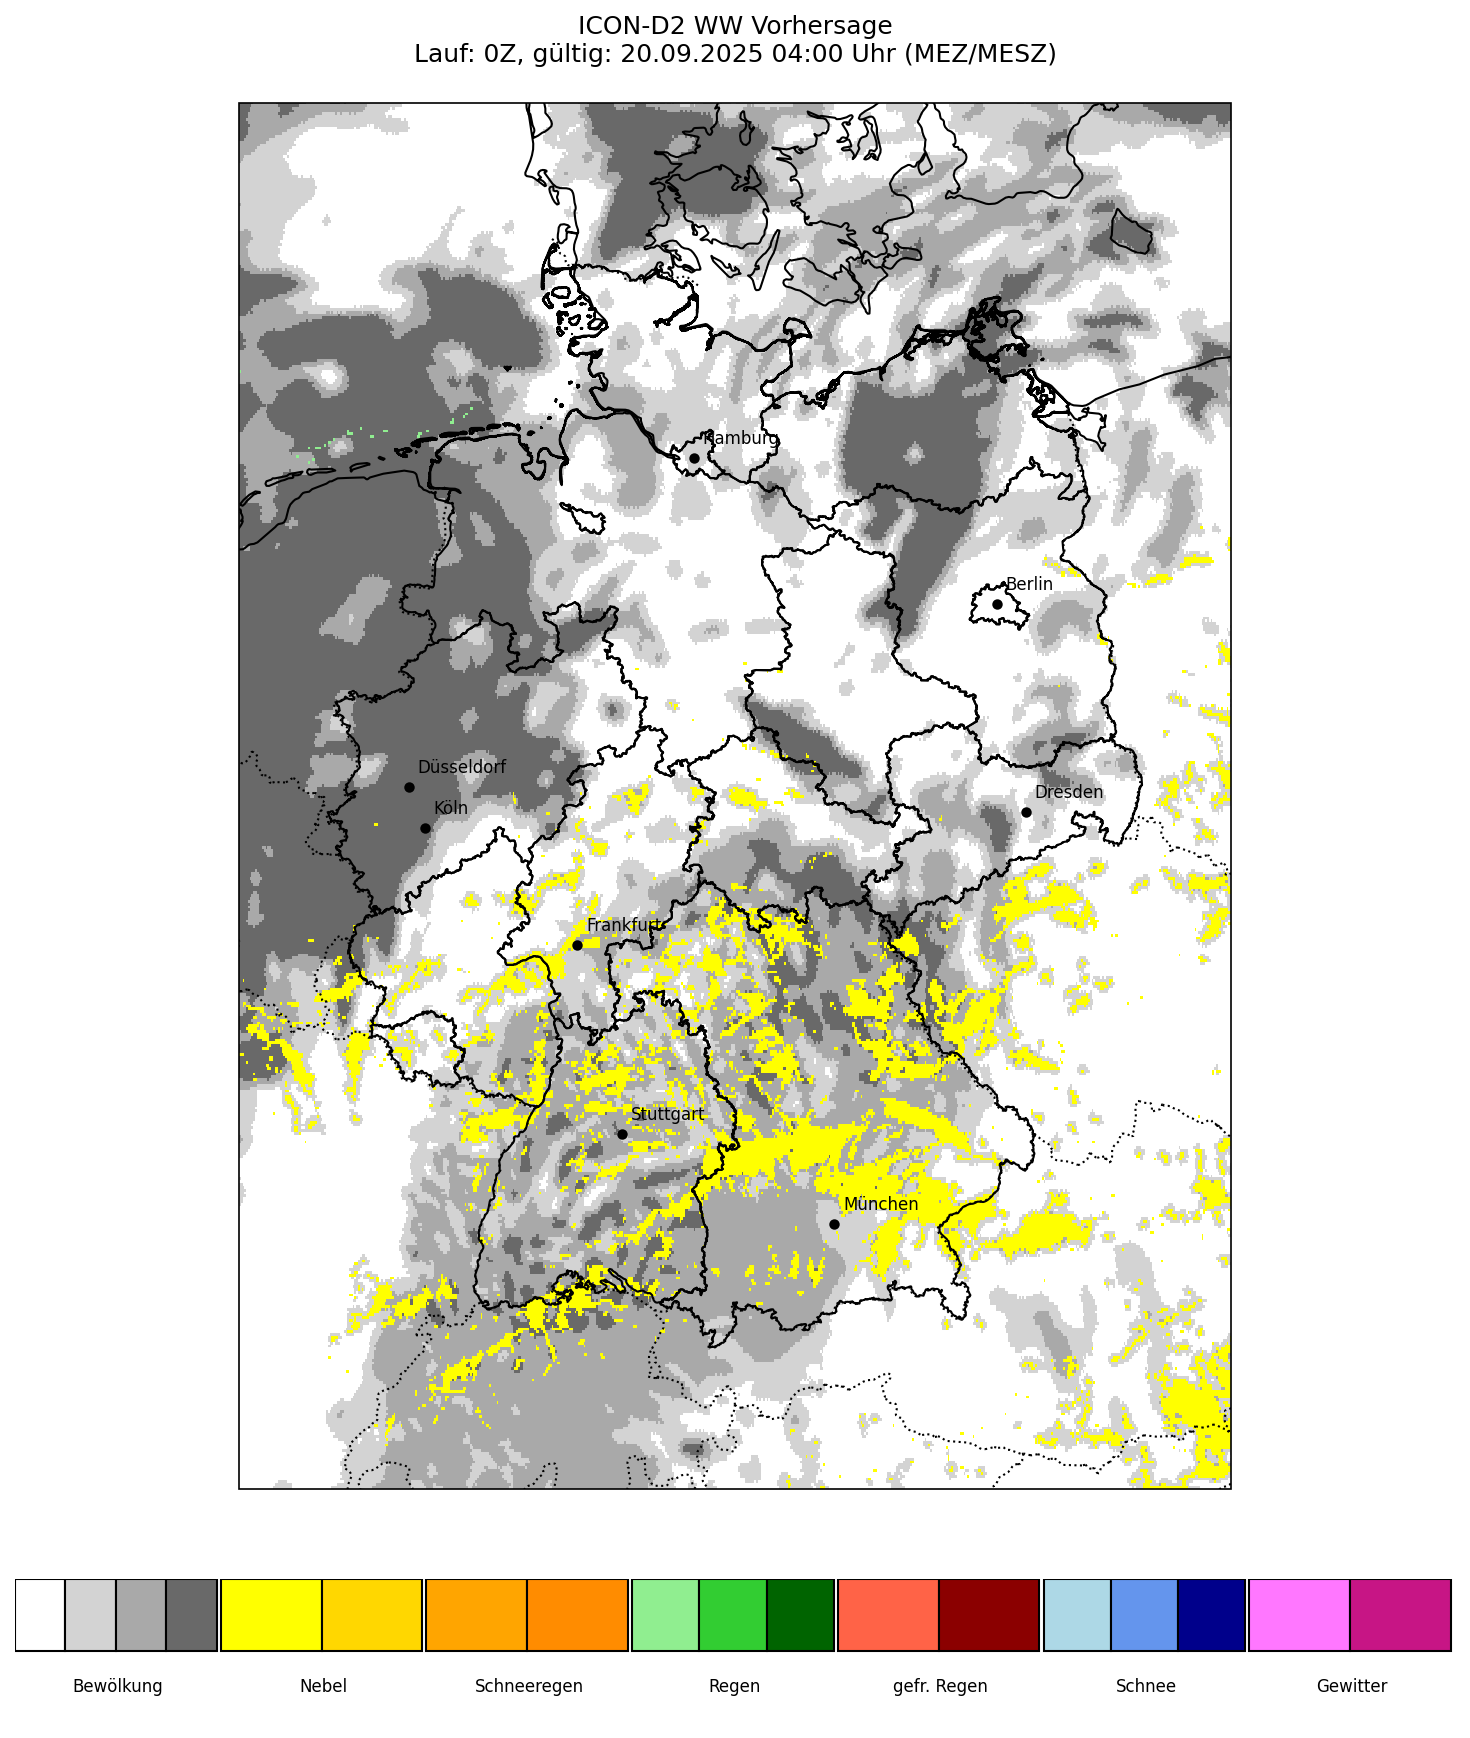 ICON-D2 WW Vorhersage
Lauf: 0Z, gültig: 20.09.2025 04:00 Uhr (MEZ/MESZ)
Hamburg
Berlin
Düsseldorf
Köln
Dresden
Frankfurt
Stuttgart
München
Bewölkung
Nebel
Schneeregen
Regen
gefr. Regen
Schnee
Gewitter